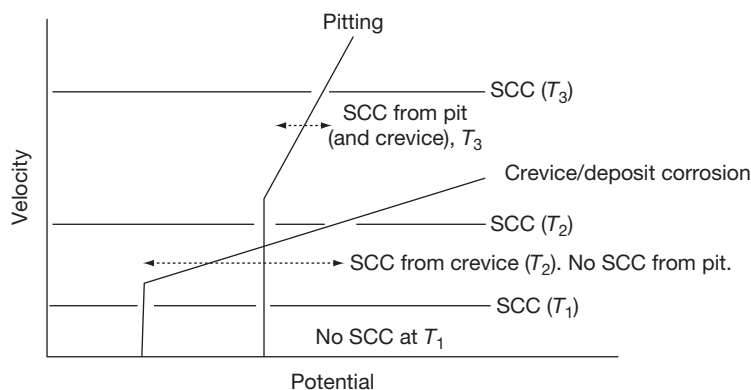 Pitting
SCC (T3)
SCC from pit
(and crevice), T3
Crevice/deposit corrosion
Velocity
SCC (T2)
SCC from crevice (T2). No SCC from pit.
SCC (T1)
No SCC at T1
Potential